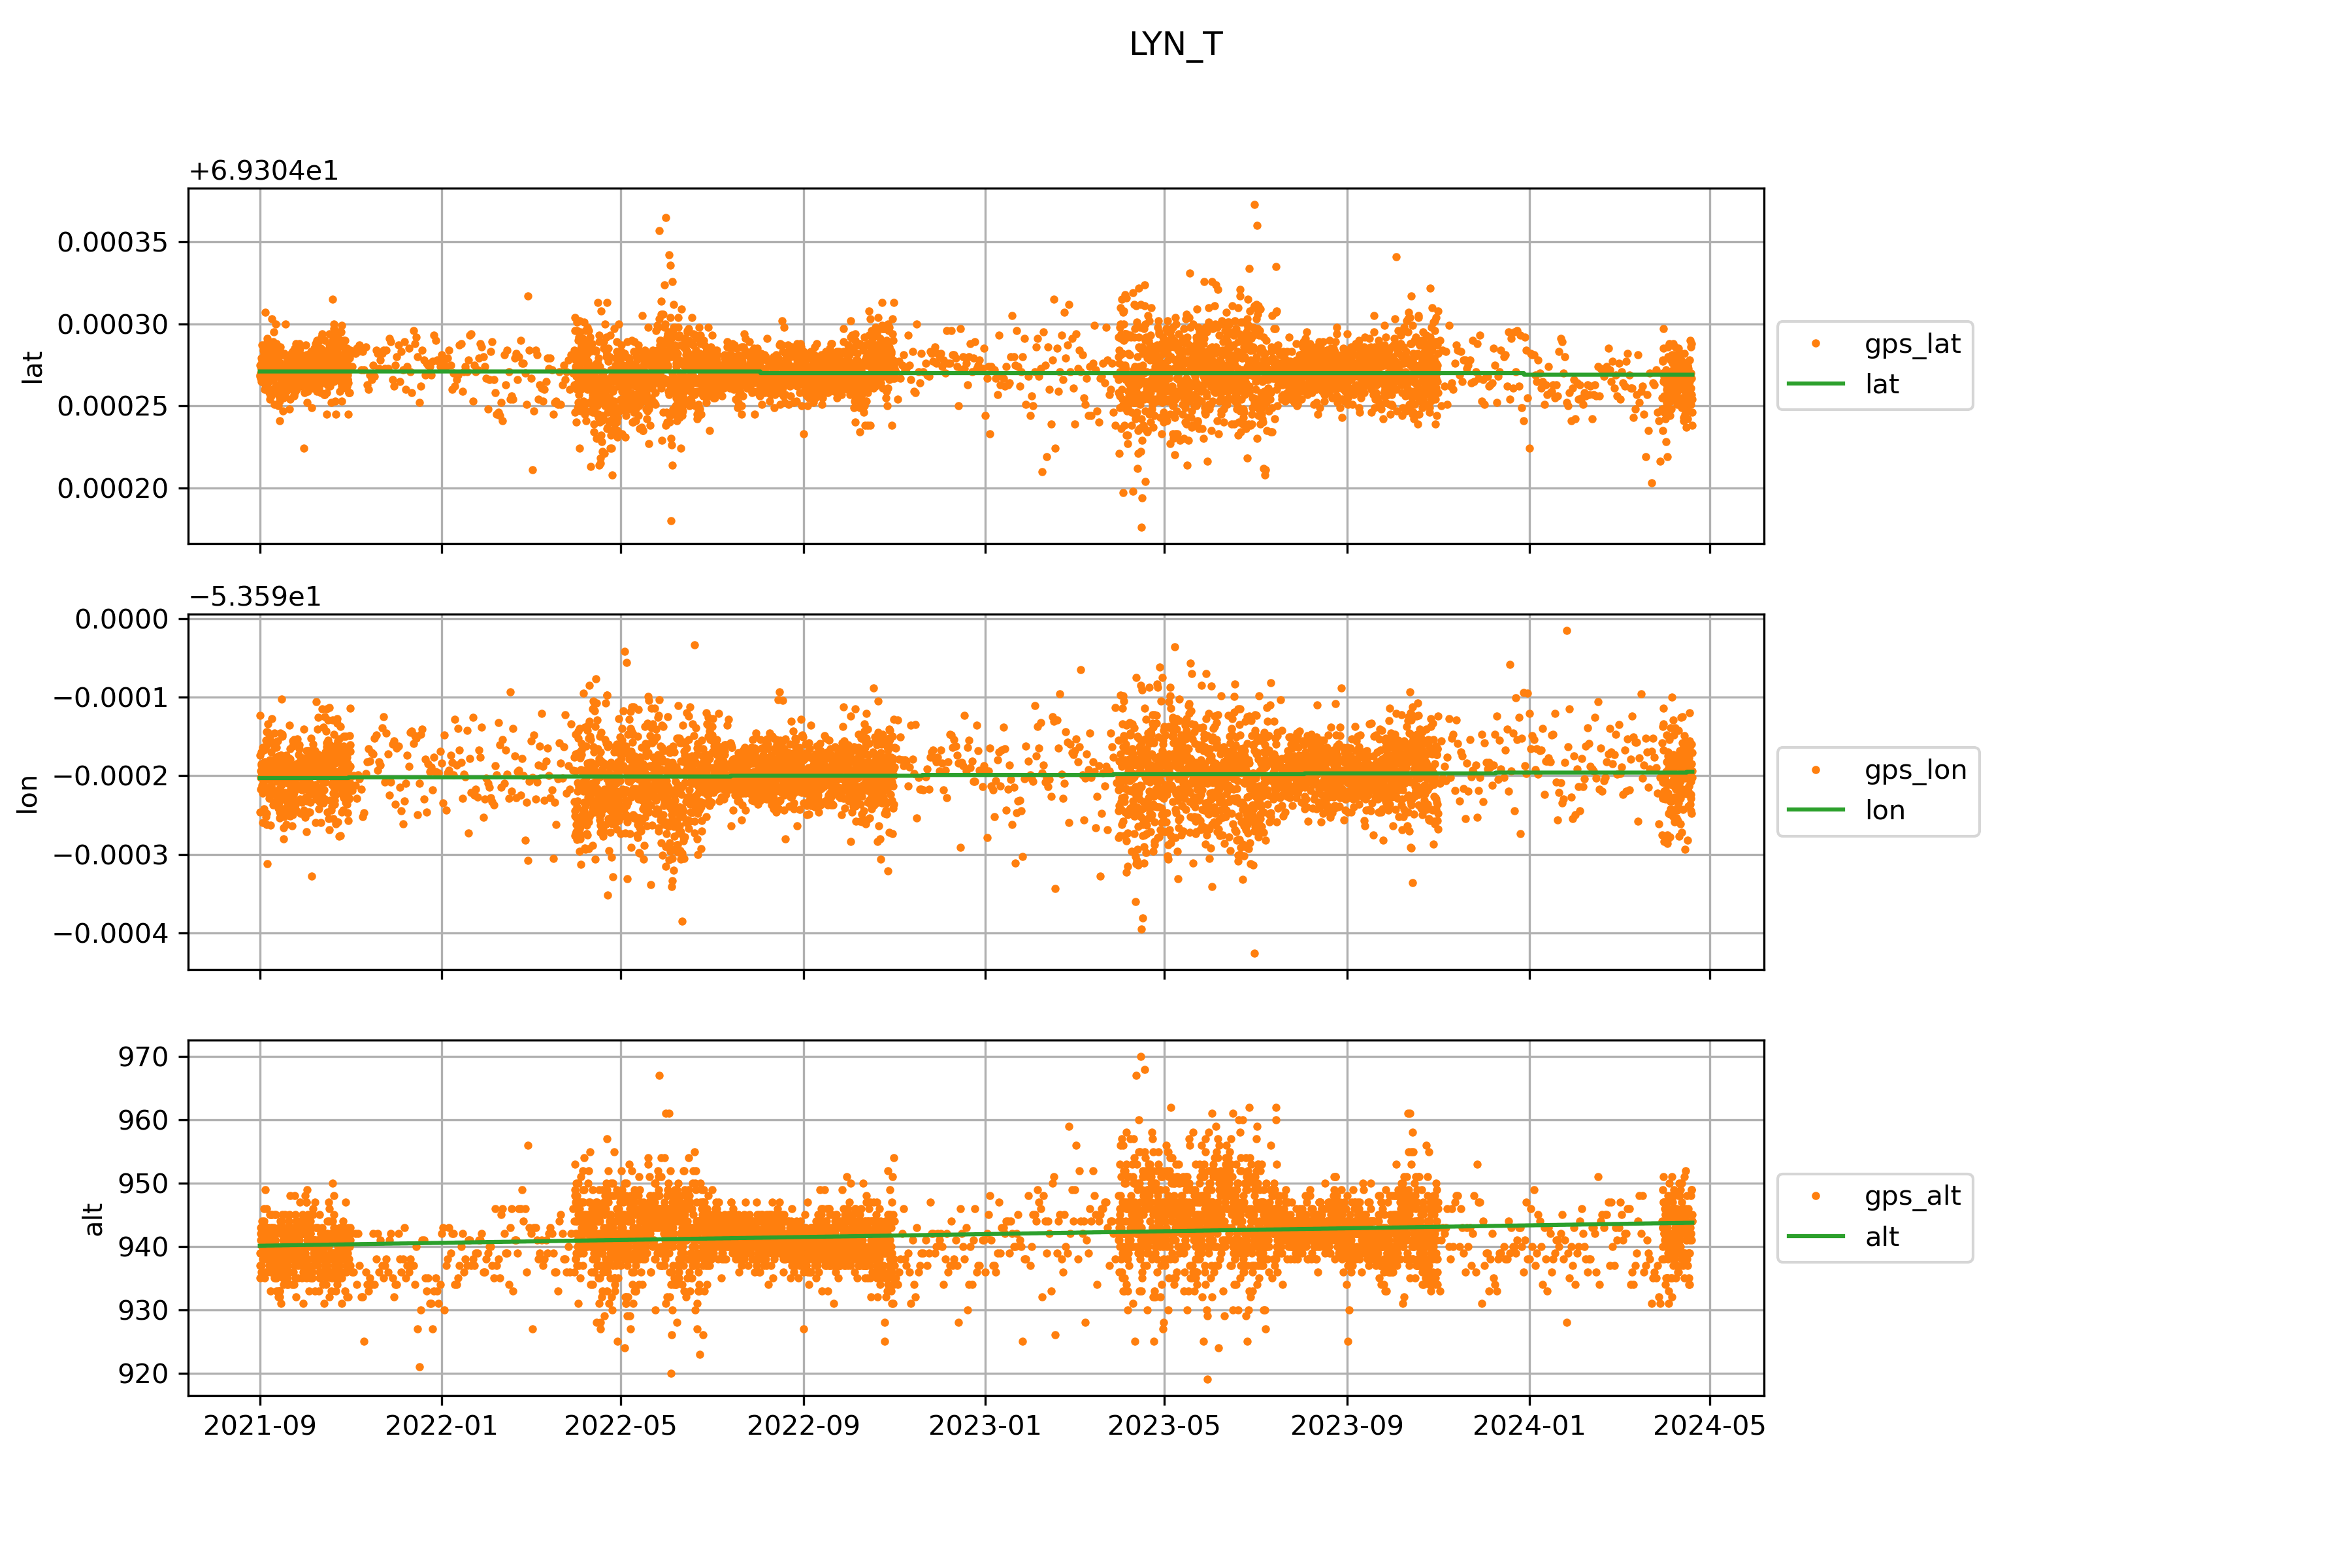 LYN_T
+6.9304e1
0.00035
0.00030
0.00025
0.00020
lat
gps_lat
lat
−5.359e1
0.0000
−0.0001
−0.0002
−0.0003
−0.0004
lon
gps_lon
lon
970
960
950
940
930
920
alt
gps_alt
alt
2021-09 2022-01 2022-05 2022-09 2023-01 2023-05 2023-09 2024-01 2024-05